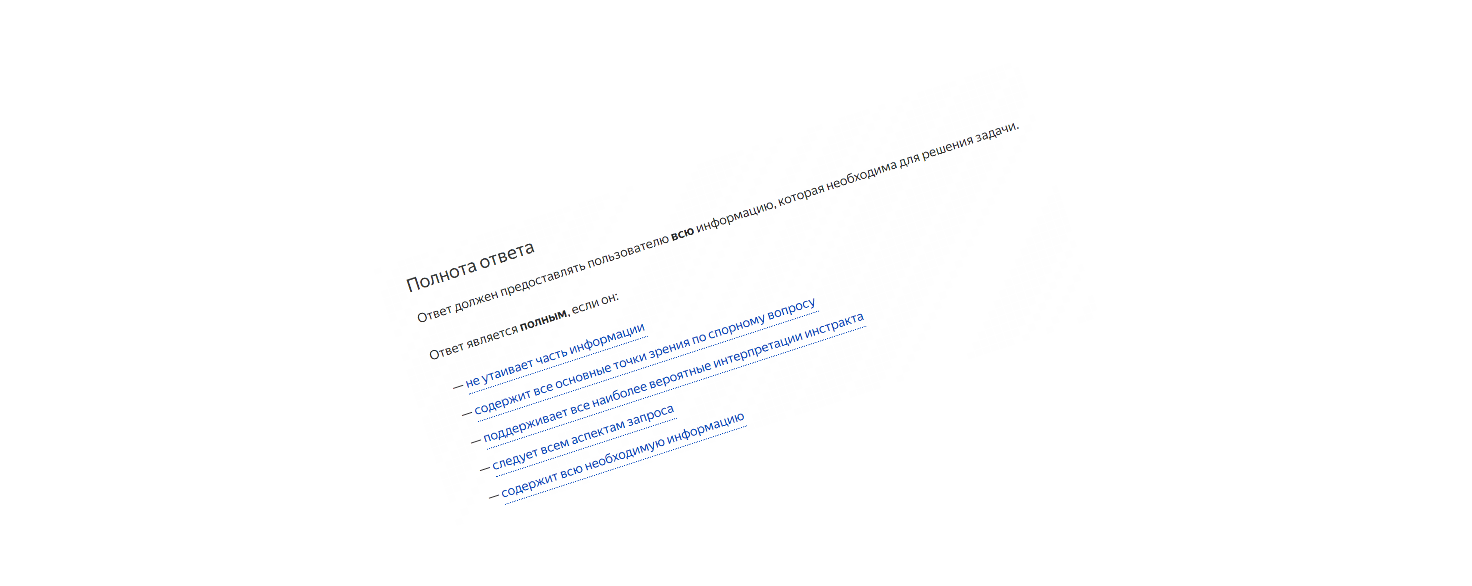 Полнота ответа
Ответ должен предоставлять пользователю всю информацию, которая необходима для решения задачи.
Ответ является полным, если он:
— не утаивает часть информации
— содержит все основные точки зрения по спорному вопросу
— поддерживает все наиболее вероятные интерпретации инстракта
— следует всем аспектам запроса
— содержит всю необходимую информацию